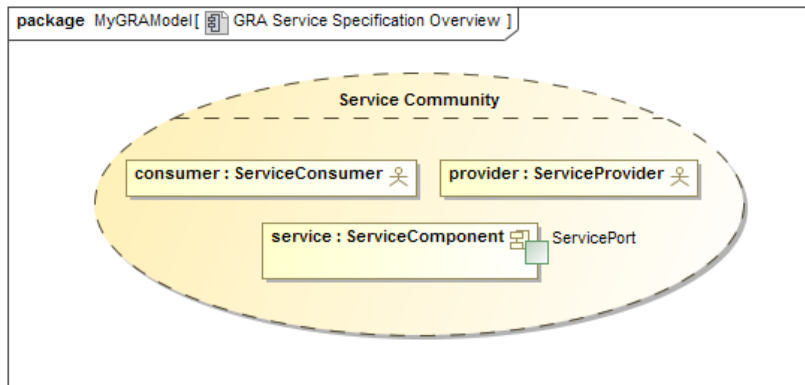 package MyGRAModel[ GRA Service Specification Overview ]
Service Community
consumer : ServiceConsumer
provider : ServiceProvider
service : ServiceComponent
ServicePort